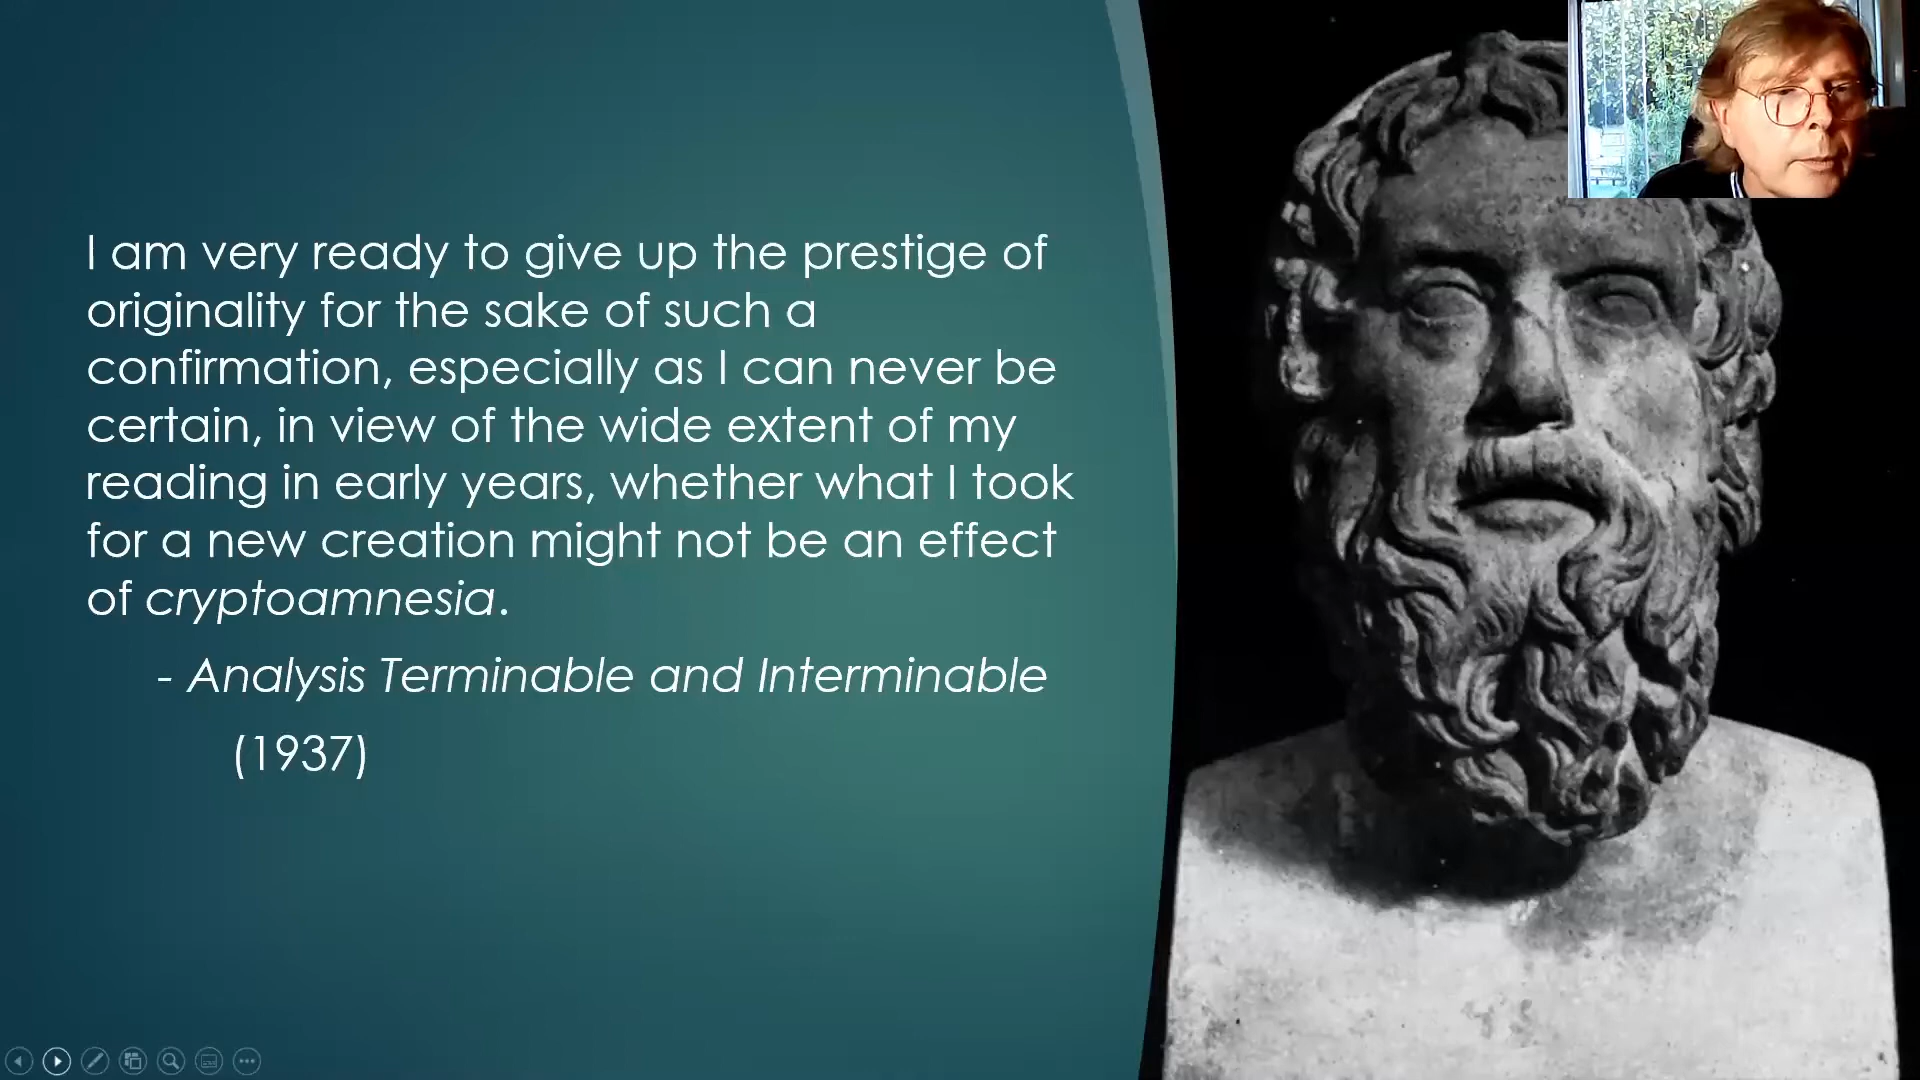 I am very ready to give up the prestige of
originality for the sake of such a
confirmation, especially as I can never be
certain, in view of the wide extent of my
reading in early years, whether what I took
for a new creation might not be an effect
of cryptoamnesia.
- Analysis Terminable and Interminable
(1937)